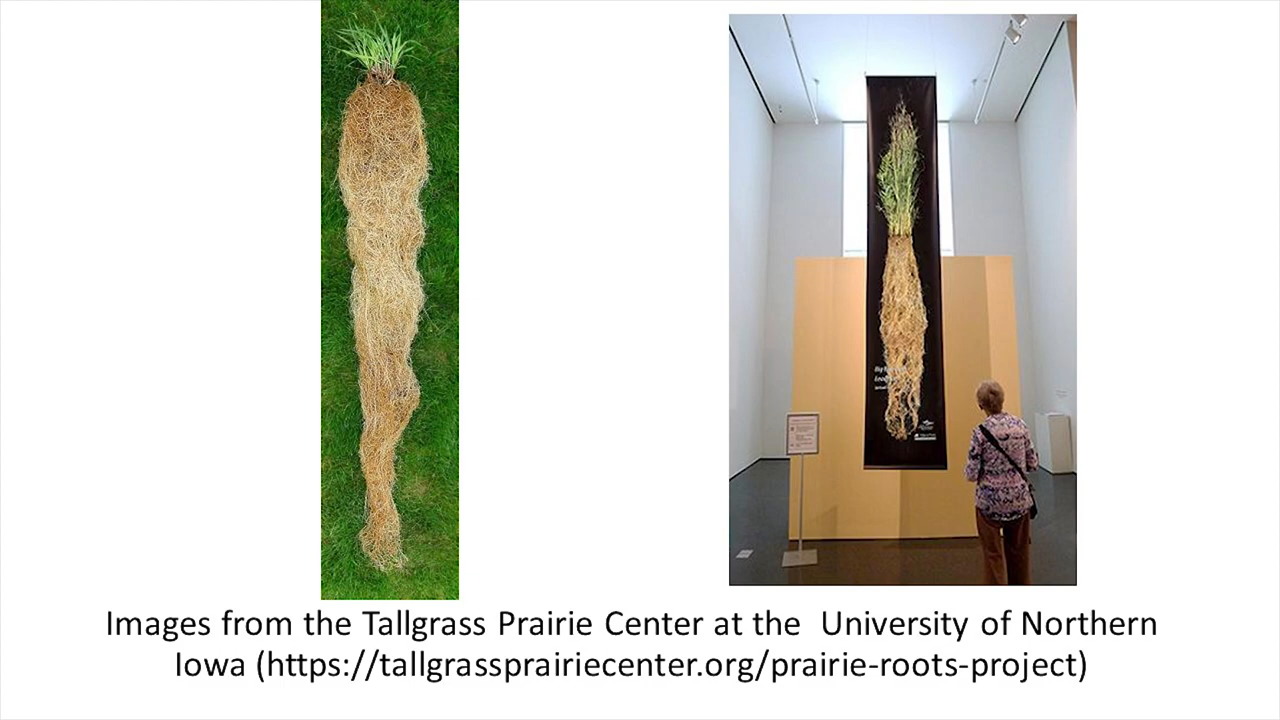 Images from the Tallgrass Prairie Center at the  University of Northern
Iowa (https://tallgrassprairiecenter.org/prairie-roots-project)